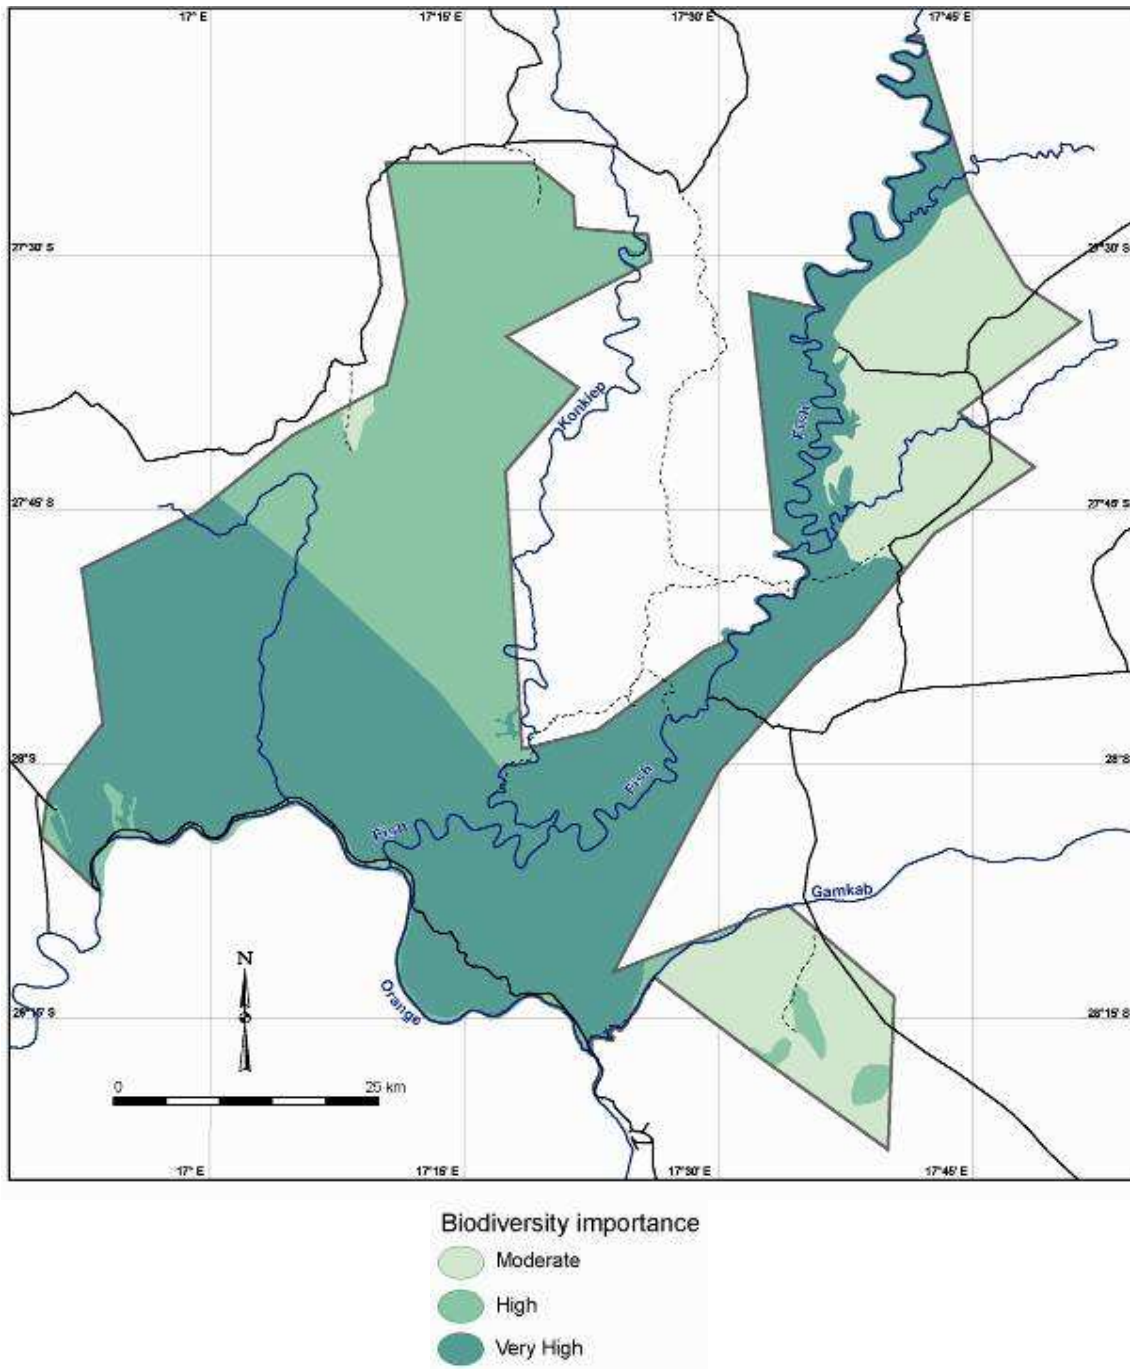 17° E 17°15' E 17°30' E 17°45' E
27°30' S 27°30' S
Konkiep
Fish
27°45' S 27°45' S
28°S 28°S
Fish
Fish
Gamkab
N
Orange
28°15' S 28°15' S
0 25 km
17° E 17°15' E 17°30' E 17°45' E
Biodiversity importance
Moderate
High
Very High